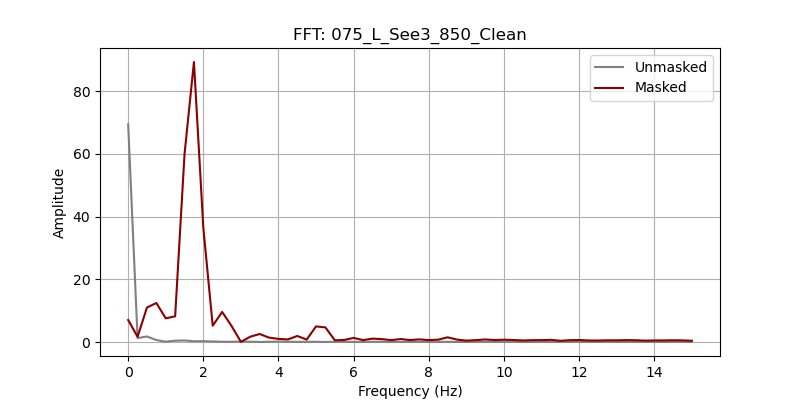 FFT: 075_L_See3_850_Clean
Unmasked
Masked
Amplitude
80
60
40
20
0
0 2 4 6 8 10 12 14
Frequency (Hz)